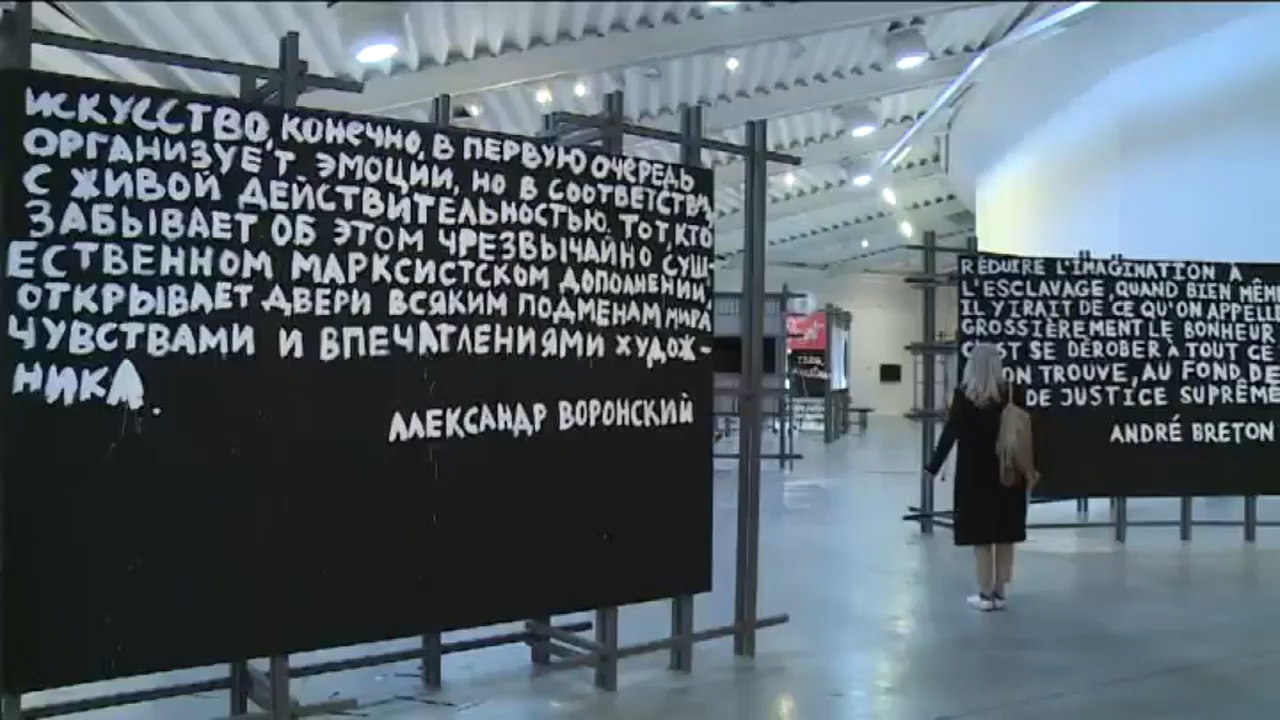 ИСКУССТВО, КОНЕЧНО, В ПЕРВУЮ ОЧЕРЕДЬ
ОРГАНИЗУЕТ ЭМОЦИИ, НО В СООТВЕТСТВИИ
С ЖИВОЙ ДЕЙСТВИТЕЛЬНОСТЬЮ. ТОТ, КТО
ЗАБЫВАЕТ ОБ ЭТОМ ЧРЕЗВЫЧАЙНО СУЩ-
ЕСТВЕННОМ МАРКСИСТСКОМ ДОПОЛНЕНИИ,
ОТКРЫВАЕТ ДВЕРИ ВСЯКИМ ПОДМЕНАМ МИРА
ЧУВСТВАМИ И ВПЕЧАТЛЕНИЯМИ ХУДОЖ-
НИКА.
АЛЕКСАНДР ВОРОНСКИЙ
RÉDUIRE L'IMAGINATION À
L'ESCLAVAGE, QUAND BIEN MÊM
IL Y IRAIT DE CE QU'ON APPELLE
GROSSIÈREMENT LE BONHEUR
C'EST SE DÉROBER À TOUT CE
ON TROUVE, AU FOND DE
DE JUSTICE SUPRÊME
ANDRÉ BRETON